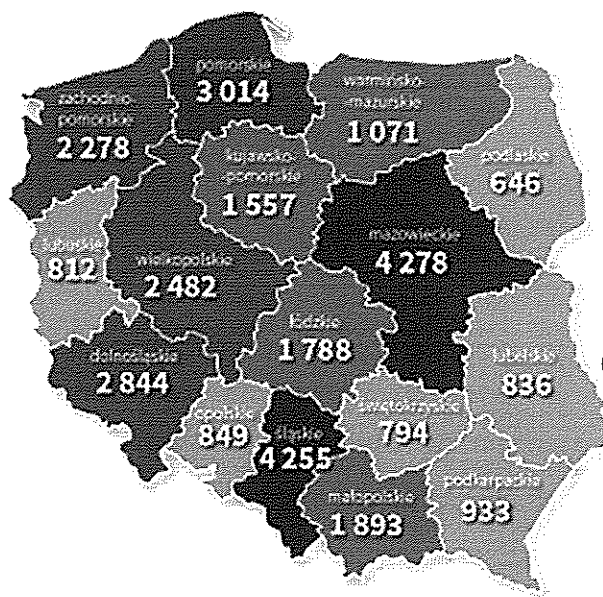 pomorskie
3 014
zachodnio-
pomorskie
2 278
warmińsko-
mazurskie
1 071
podlaskie
646
kujawsko-
-pomorskie
1 557
mazowieckie
4 278
lubuskie
812
wielkopolskie
2 482
łódzkie
1 788
dolnośląskie
2 844
lubelskie
836
opolskie
849
śląskie
4 255
świętokrzyskie
794
małopolskie
1 893
podkarpackie
933